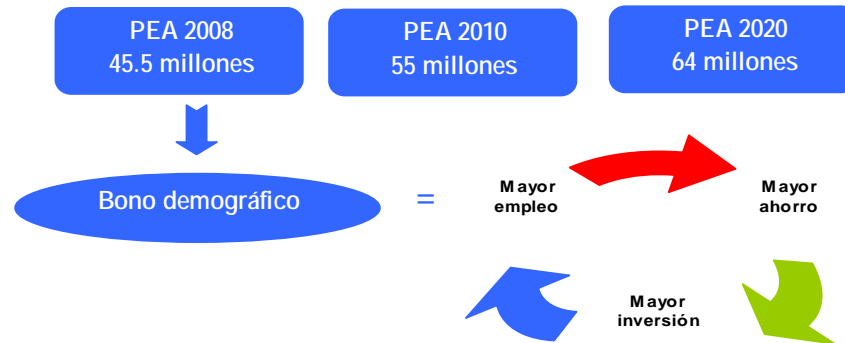 PEA 2008
45.5 millones
PEA 2010
55 millones
PEA 2020
64 millones
Bono demográfico
=
Mayor
empleo
Mayor
ahorro
Mayor
inversión